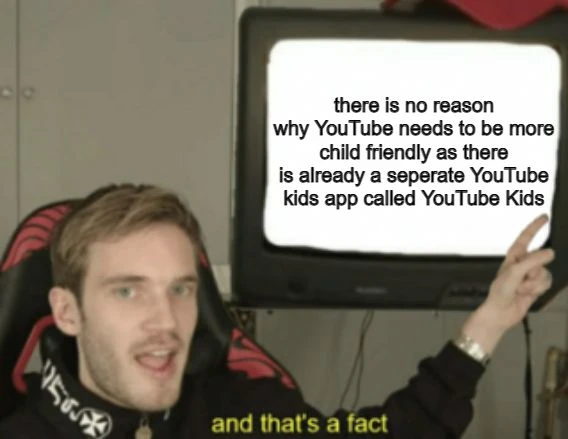 there is no reason
why YouTube needs to be more
child friendly as there
is already a seperate YouTube
kids app called YouTube Kids
and that's a fact